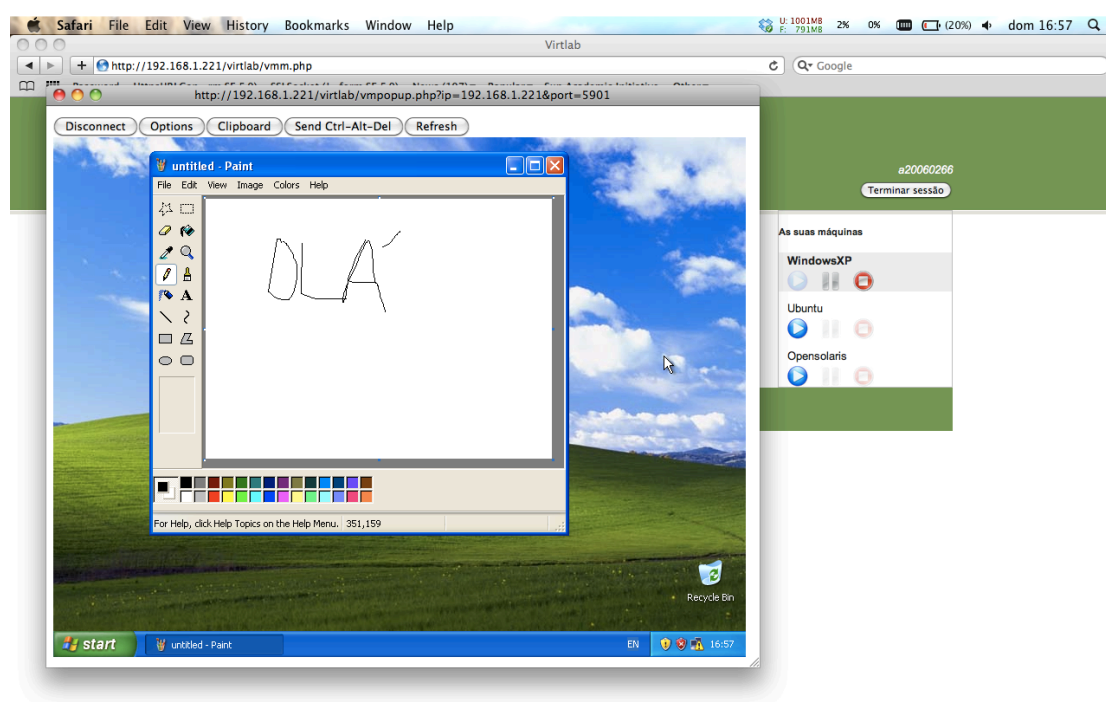 Safari File Edit View History Bookmarks Window Help U: 1001MB F: 791MB 2% 0% (20%) dom 16:57
Virtlab
http://192.168.1.221/virtlab/vmm.php Google
http://192.168.1.221/virtlab/vmpopup.php?ip=192.168.1.221&port=5901
Disconnect Options Clipboard Send Ctrl-Alt-Del Refresh
untitled - Paint
File Edit View Image Colors Help
A
OLÁ
For Help, click Help Topics on the Help Menu. 351,159
Recycle Bin
start untitled - Paint EN 16:57
a20060266
Terminar sessão
As suas máquinas
WindowsXP
Ubuntu
Opensolaris